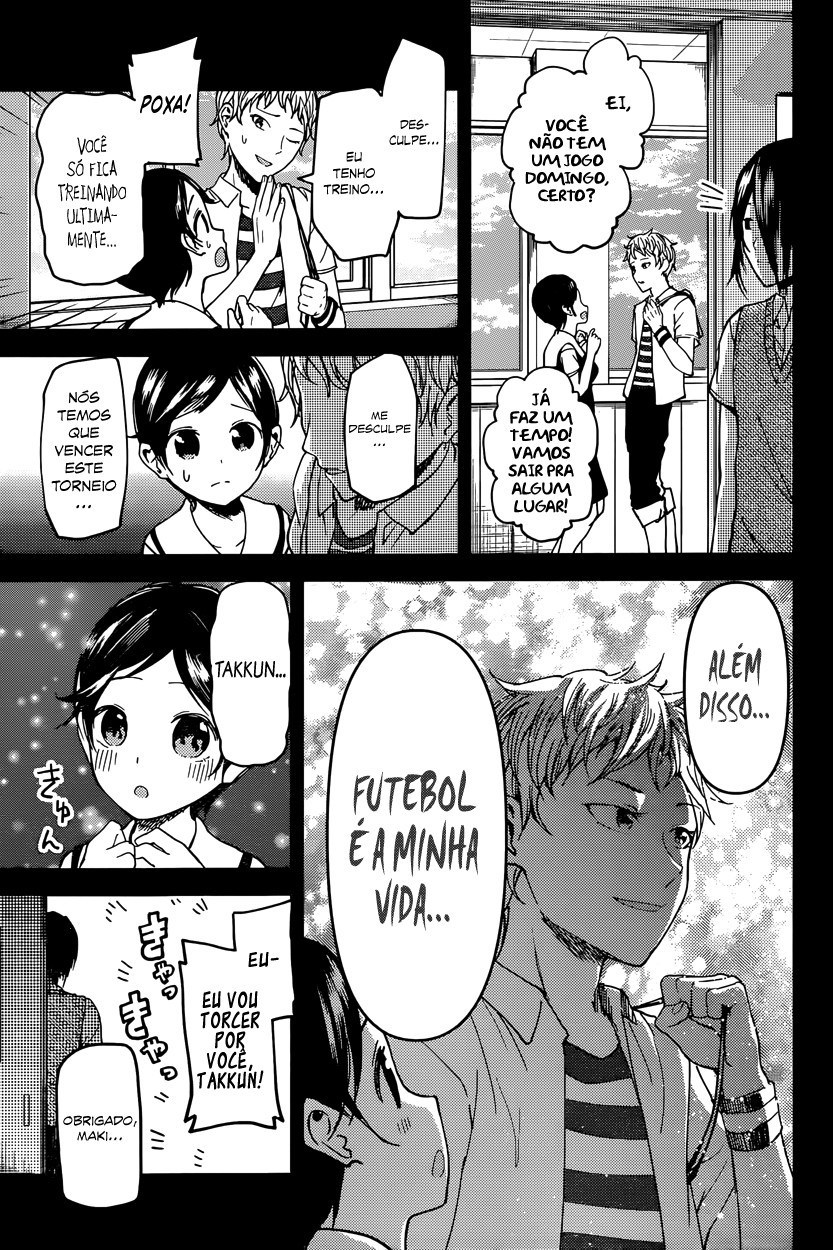 EI,
VOCÊ
NÃO TEM
UM JOGO
DOMINGO,
CERTO?
JÁ
FAZ UM
TEMPO!
VAMOS
SAIR PRA
ALGUM
LUGAR!
DES-
CULPE...
EU
TENHO
TREINO...
POXA!
VOCÊ
SÓ FICA
TREINANDO
ULTIMA-
MENTE...
ME
DESCULPE
...
NÓS
TEMOS
QUE
VENCER
ESTE
TORNEIO
...
ALÉM
DISSO...
FUTEBOL
É A MINHA
VIDA...
TAKKUN...
きゅん
EU-
EU VOU
TORCER
POR
VOCÊ,
TAKKUN!
きゃっ
きゃっ
OBRIGADO,
MAKI...